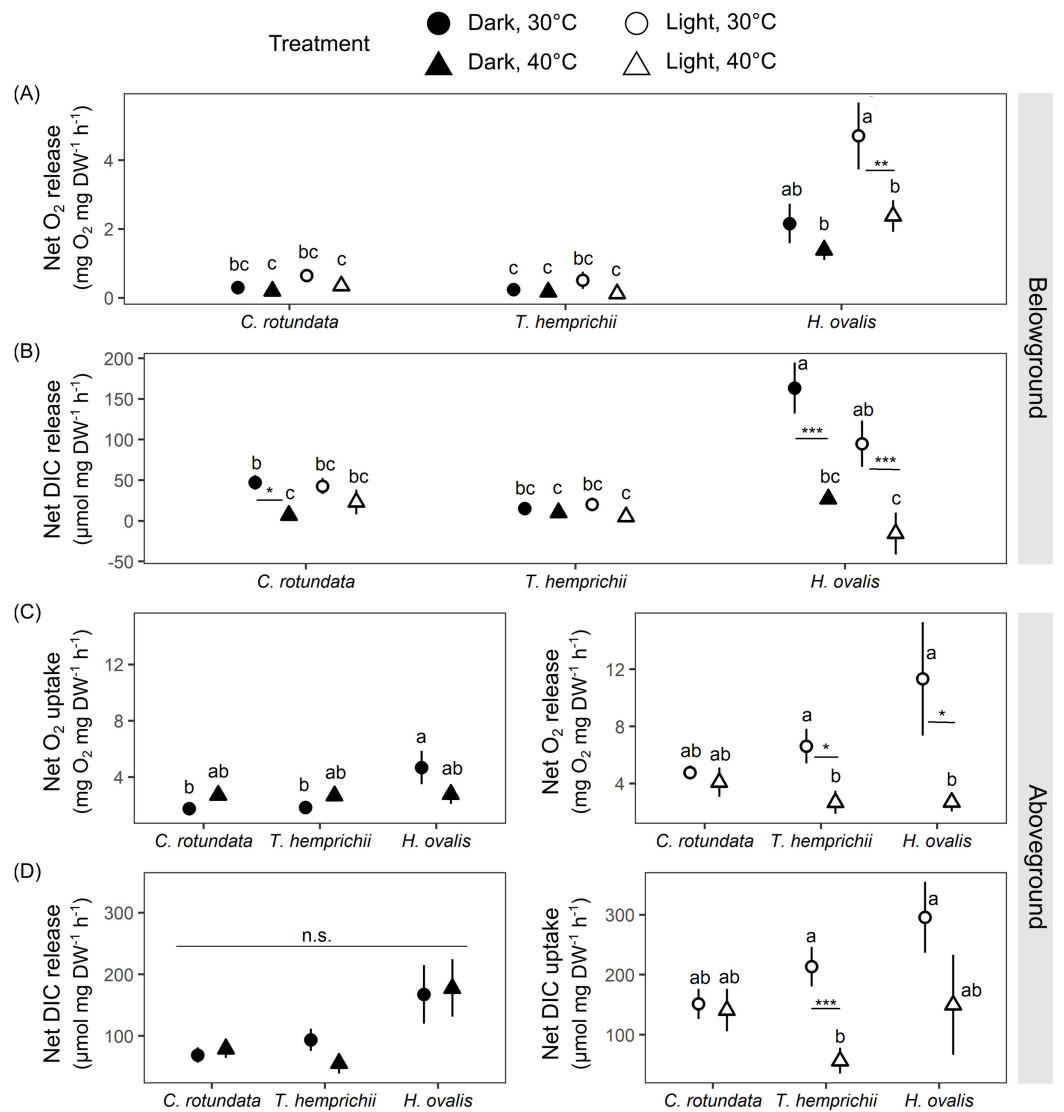 Treatment
Dark, 30°C
Light, 30°C
Dark, 40°C
Light, 40°C
(A)
Net O2 release
(mg O2 mg DW-1 h-1)
4
2
0
bc
c
bc
c
c
c
bc
c
ab
b
a
**
b
C. rotundata
T. hemprichii
H. ovalis
Belowground
(B)
Net DIC release
(µmol mg DW-1 h-1)
200
150
100
50
0
-50
b
*
c
bc
bc
bc
c
bc
c
a
***
bc
ab
***
c
C. rotundata
T. hemprichii
H. ovalis
(C)
Net O2 uptake
(mg O2 mg DW-1 h-1)
12
8
4
b
ab
b
ab
a
ab
C. rotundata
T. hemprichii
H. ovalis
Net O2 release
(mg O2 mg DW-1 h-1)
12
8
4
ab
ab
a
*
b
a
*
b
C. rotundata
T. hemprichii
H. ovalis
Aboveground
(D)
Net DIC release
(µmol mg DW-1 h-1)
300
200
100
n.s.
C. rotundata
T. hemprichii
H. ovalis
Net DIC uptake
(µmol mg DW-1 h-1)
300
200
100
ab
ab
a
***
b
a
ab
C. rotundata
T. hemprichii
H. ovalis